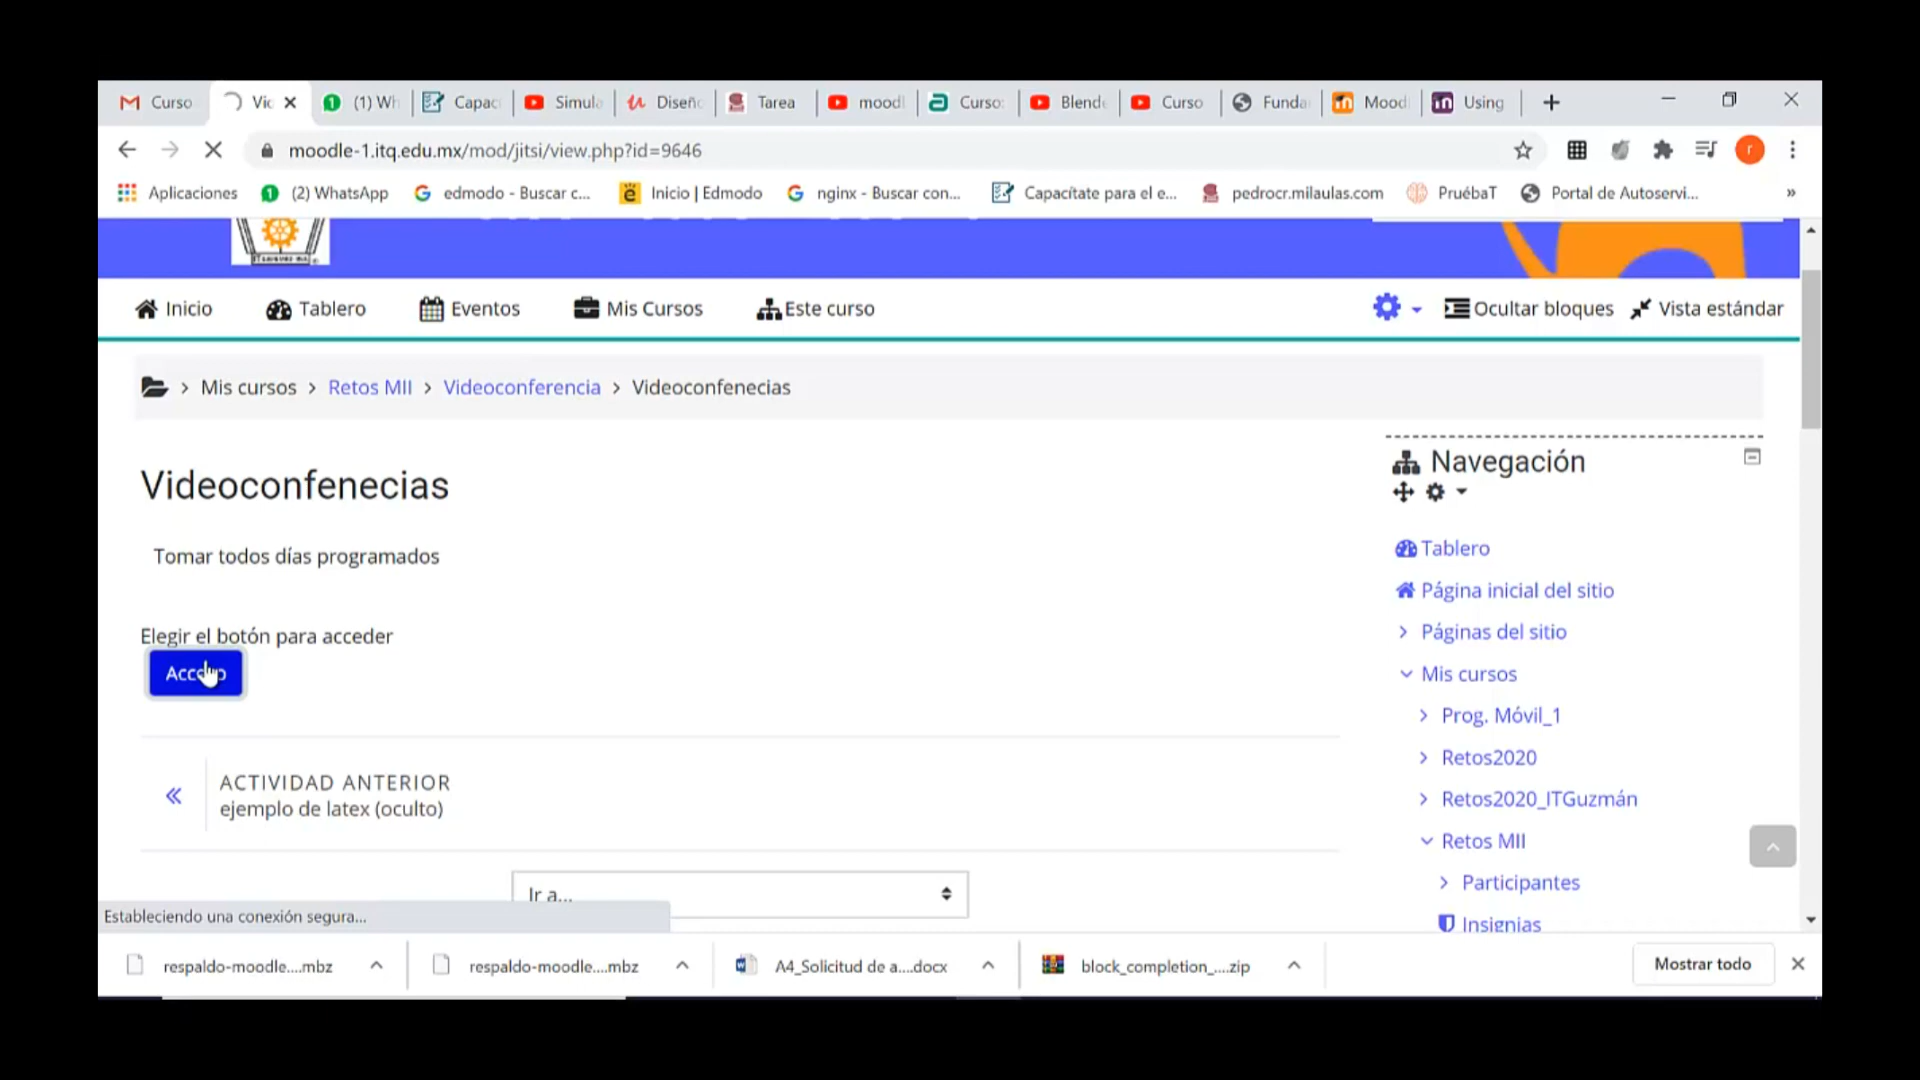 Curso
Vic
(1) Wh
Capac
Simula
Diseño
Tarea
moodl
Curso:
Blende
Curso
Funda
Mood
Using
moodle-1.itq.edu.mx/mod/jitsi/view.php?id=9646
r
Aplicaciones
(2) WhatsApp
edmodo - Buscar c...
Inicio | Edmodo
nginx - Buscar con...
Capacítate para el e...
pedrocr.milaulas.com
PruébaT
Portal de Autoservi...
»
Inicio
Tablero
Eventos
Mis Cursos
Este curso
Ocultar bloques
Vista estándar
> Mis cursos > Retos MII > Videoconferencia > Videoconfenecias
Videoconfenecias
Tomar todos días programados
Elegir el botón para acceder
ACTIVIDAD ANTERIOR
ejemplo de latex (oculto)
Ir a...
Navegación
Tablero
Página inicial del sitio
Páginas del sitio
Mis cursos
Prog. Móvil_1
Retos2020
Retos2020_ITGuzmán
Retos MII
Participantes
Insignias
Estableciendo una conexión segura...
respaldo-moodle....mbz
respaldo-moodle....mbz
A4_Solicitud de a....docx
block_completion_....zip
Mostrar todo